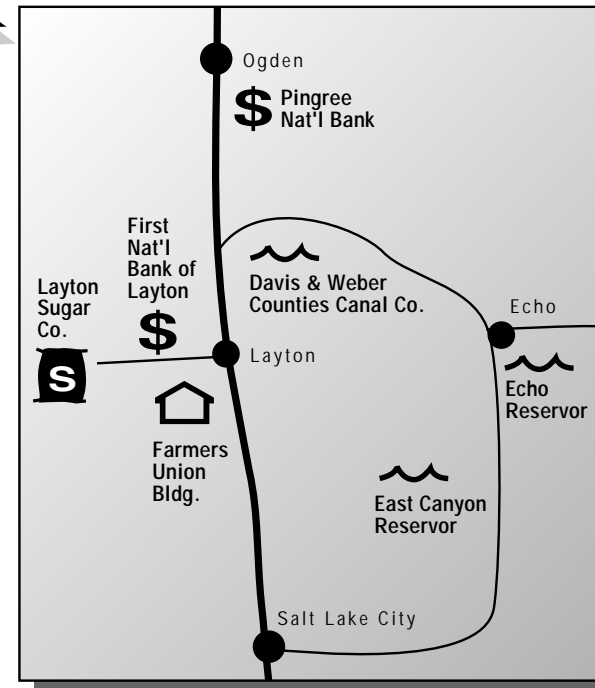 Ogden
$ Pingree
Nat'l Bank
First
Nat'l
Bank of
Layton
$
Layton
Sugar
Co.
S
Davis & Weber
Counties Canal Co.
Echo
Layton
Echo
Reservor
Farmers
Union
Bldg.
East Canyon
Reservor
Salt Lake City